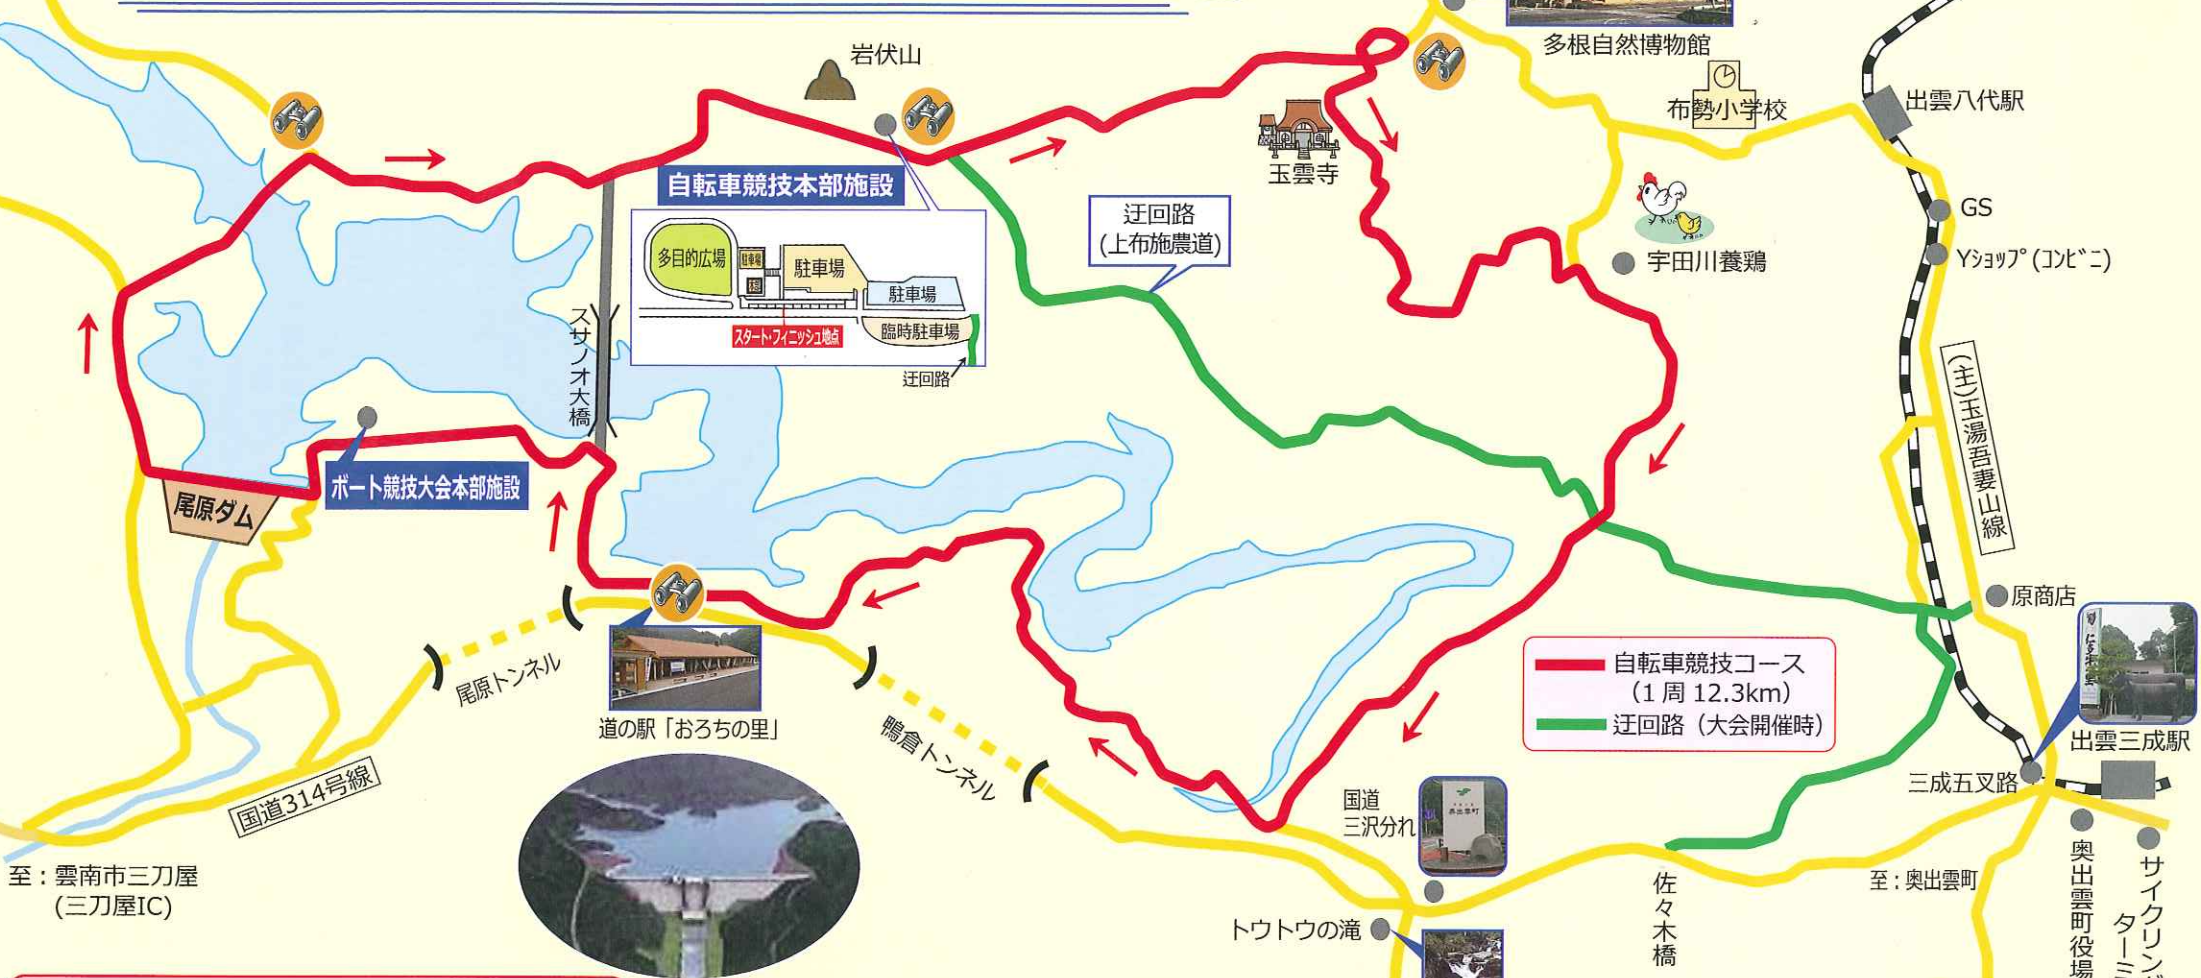 多根自然博物館
岩伏山
布勢小学校
出雲八代駅
玉雲寺
自転車競技本部施設
多目的広場
駐車場
駐車場
駐車場
臨時駐車場
スタート・フィニッシュ地点
迂回路
迂回路
(上布施農道)
GS
Yショップ(コンビニ)
宇田川養鶏
スサノオ大橋
(主)玉湯吾妻山線
ボート競技大会本部施設
尾原ダム
原商店
自転車競技コース
(1周 12.3km)
迂回路(大会開催時)
尾原トンネル
道の駅「おろちの里」
鴨倉トンネル
出雲三成駅
三成五叉路
国道314号線
国道
三沢分れ
奥出雲町
至:雲南市三刀屋
(三刀屋IC)
至:奥出雲町
トウトウの滝
佐々木橋
奥出雲町役場
サイクリング
ターミ